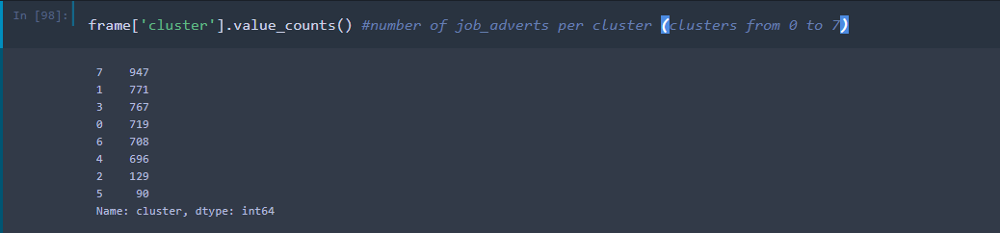 In [98]:
frame['cluster'].value_counts() #number of job_adverts per cluster (clusters from 0 to 7)
7 947
1 771
3 767
0 719
6 708
4 696
2 129
5 90
Name: cluster, dtype: int64